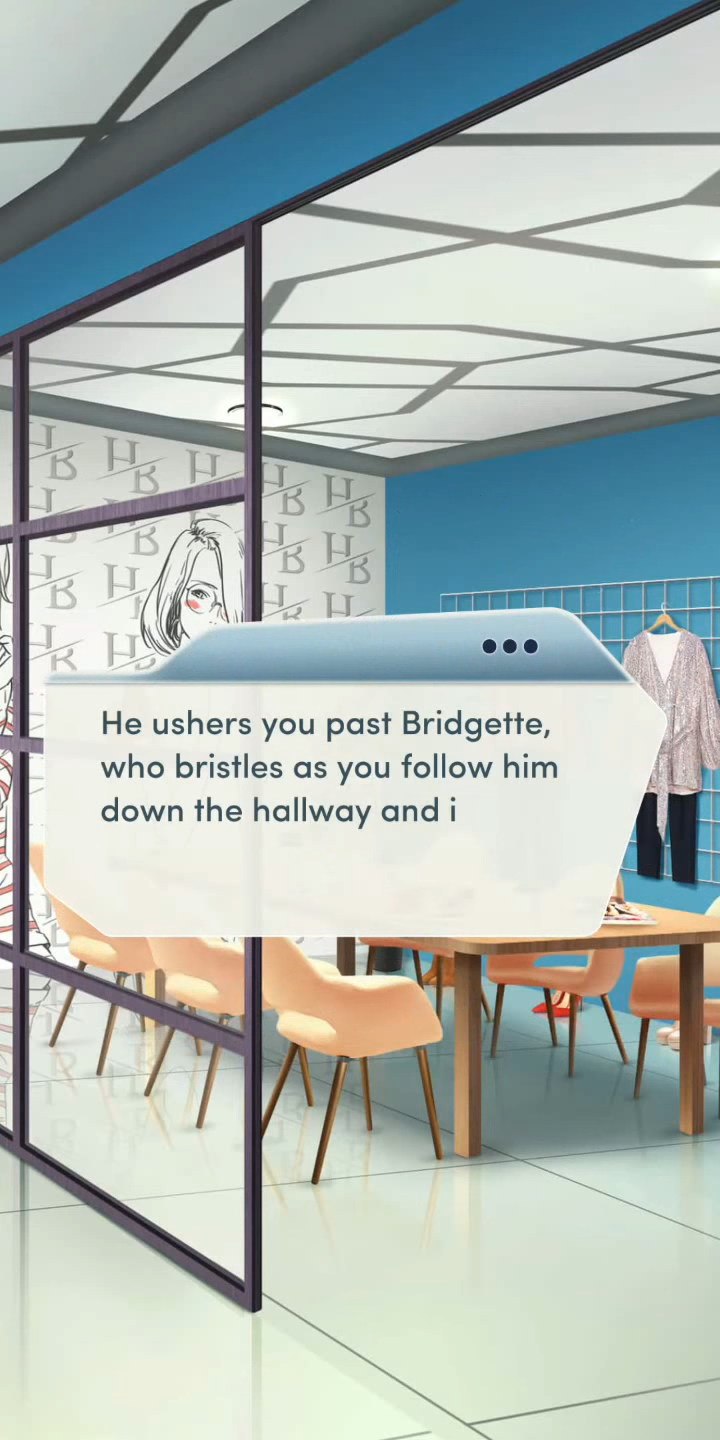 H B H B H B H B
H B H B H B H B
H B H B H B
He ushers you past Bridgette,
who bristles as you follow him
down the hallway and i